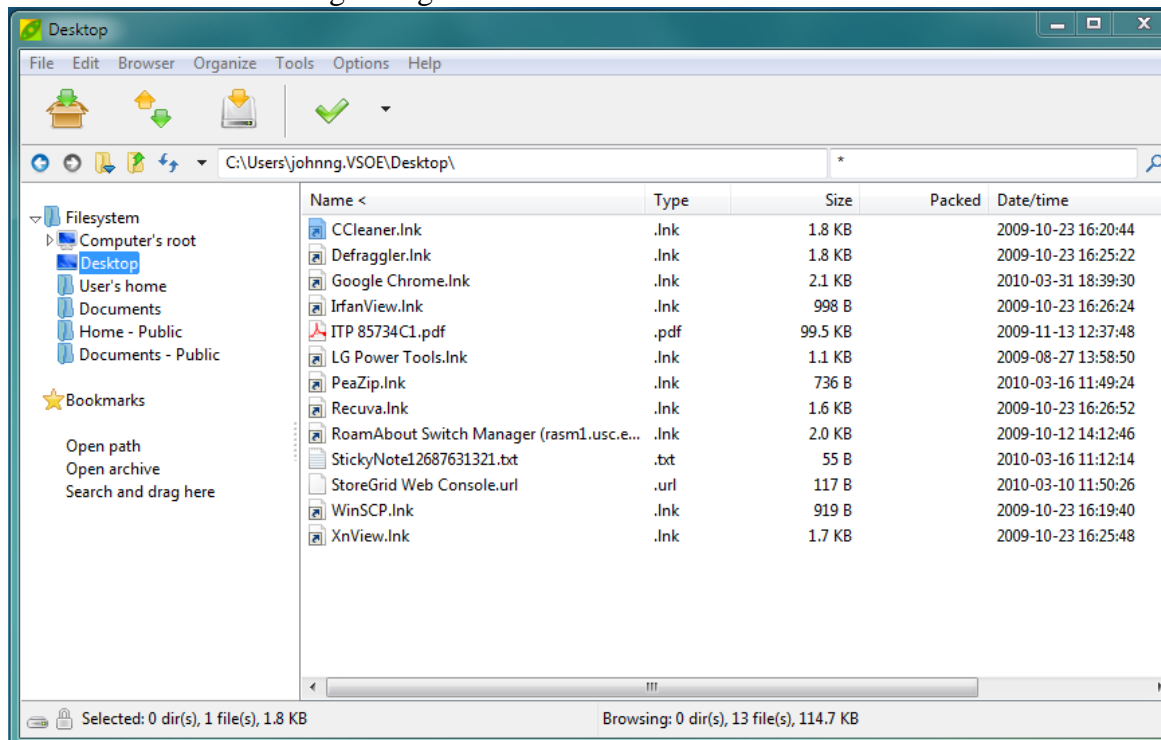 Desktop
File Edit Browser Organize Tools Options Help
C:\Users\johnng.VSOE\Desktop\ *
Name < Type Size Packed Date/time
Filesystem
Computer's root
Desktop
User's home
Documents
Home - Public
Documents - Public
Bookmarks
Open path
Open archive
Search and drag here
CCleaner.lnk .lnk 1.8 KB 2009-10-23 16:20:44
Defraggler.lnk .lnk 1.8 KB 2009-10-23 16:25:22
Google Chrome.lnk .lnk 2.1 KB 2010-03-31 18:39:30
IrfanView.lnk .lnk 998 B 2009-10-23 16:26:24
ITP 85734C1.pdf .pdf 99.5 KB 2009-11-13 12:37:48
LG Power Tools.lnk .lnk 1.1 KB 2009-08-27 13:58:50
PeaZip.lnk .lnk 736 B 2010-03-16 11:49:24
Recuva.lnk .lnk 1.6 KB 2009-10-23 16:26:52
RoamAbout Switch Manager (rasm1.usc.e... .lnk 2.0 KB 2009-10-12 14:12:46
StickyNote12687631321.txt .txt 55 B 2010-03-16 11:12:14
StoreGrid Web Console.url .url 117 B 2010-03-10 11:50:26
WinSCP.lnk .lnk 919 B 2009-10-23 16:19:40
XnView.lnk .lnk 1.7 KB 2009-10-23 16:25:48
Selected: 0 dir(s), 1 file(s), 1.8 KB Browsing: 0 dir(s), 13 file(s), 114.7 KB